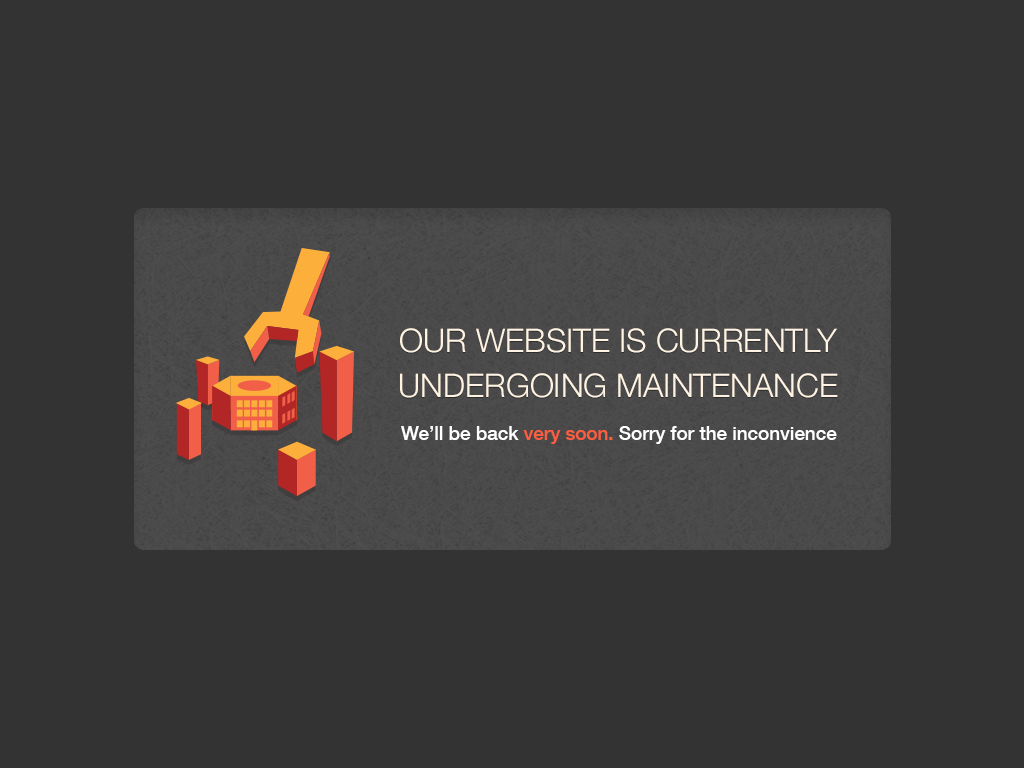 OUR WEBSITE IS CURRENTLY
UNDERGOING MAINTENANCE
We’ll be back very soon. Sorry for the inconvience